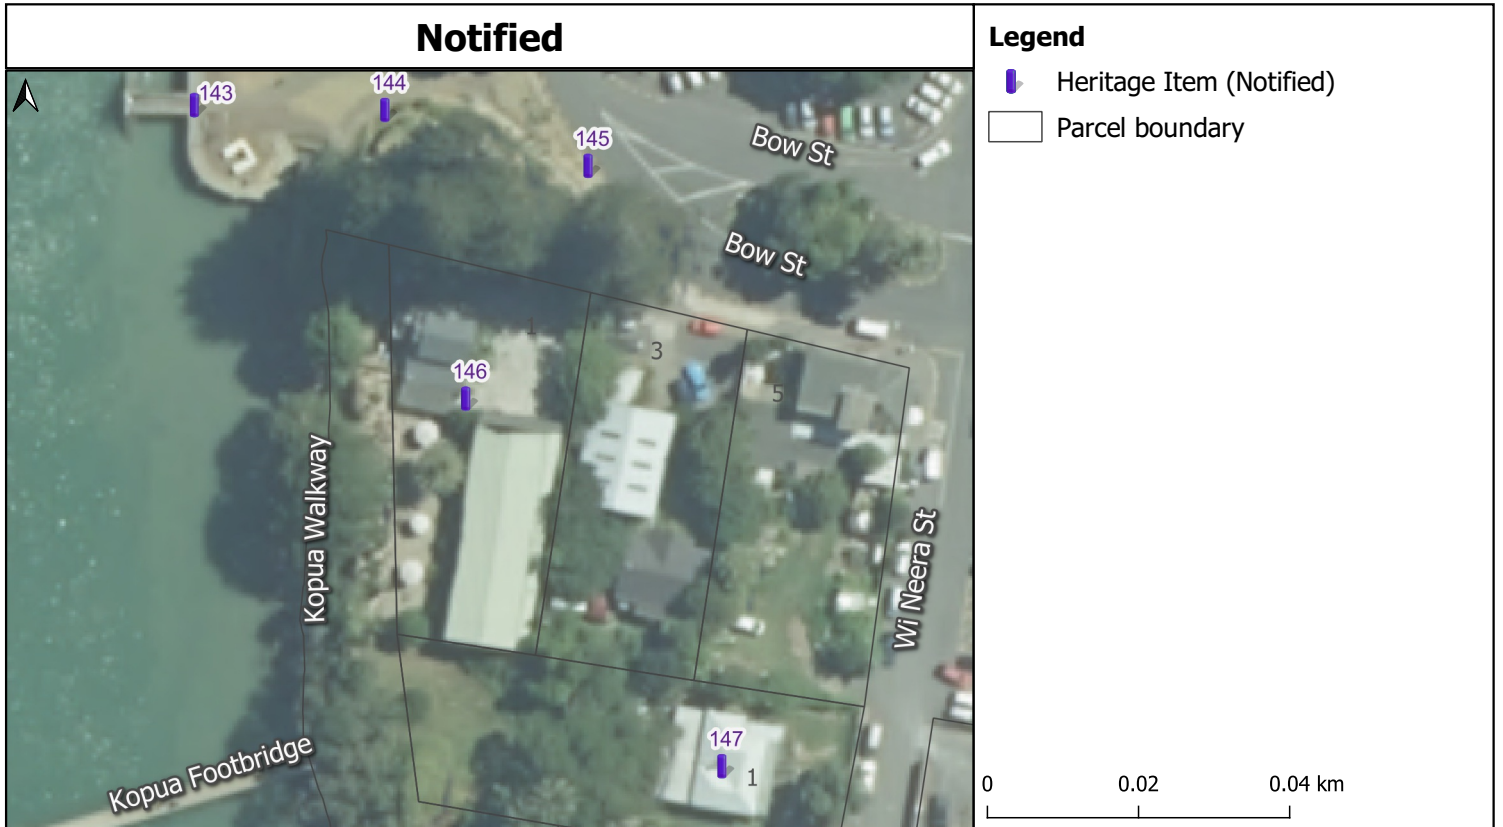 Notified
Legend
Heritage Item (Notified)
Parcel boundary
143
144
145
Bow St
Bow St
1
3
146
5
Kopua Walkway
Wi Neera St
147
1
Kopua Footbridge
0 0.02 0.04 km